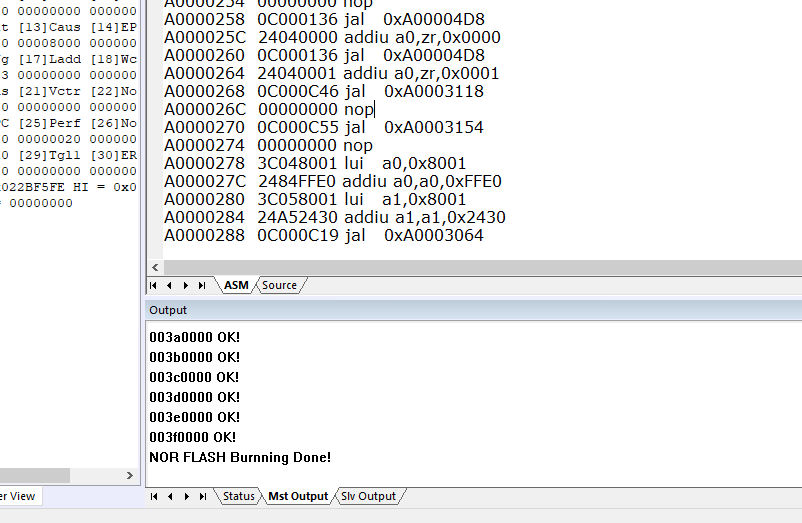 t [13]Caus [14]EP
0 00008000 000000
g [17]Ladd [18]Wc
3 00000000 000000
s [21]Vctr [22]No
0 00000000 000000
C [25]Perf [26]No
0 00000020 000000
0 [29]Tgll [30]ER
0 00000000 000000
022BF5FE HI = 0x0
= 00000000
er View
A0000254 00000000 nop
A0000258 0C000136 jal 0xA00004D8
A000025C 24040000 addiu a0,zr,0x0000
A0000260 0C000136 jal 0xA00004D8
A0000264 24040001 addiu a0,zr,0x0001
A0000268 0C000C46 jal 0xA0003118
A000026C 00000000 nop
A0000270 0C000C55 jal 0xA0003154
A0000274 00000000 nop
A0000278 3C048001 lui a0,0x8001
A000027C 2484FFE0 addiu a0,a0,0xFFE0
A0000280 3C058001 lui a1,0x8001
A0000284 24A52430 addiu a1,a1,0x2430
A0000288 0C000C19 jal 0xA0003064
ASM Source
Output
003a0000 OK!
003b0000 OK!
003c0000 OK!
003d0000 OK!
003e0000 OK!
003f0000 OK!
NOR FLASH Burnning Done!
Status Mst Output Slv Output